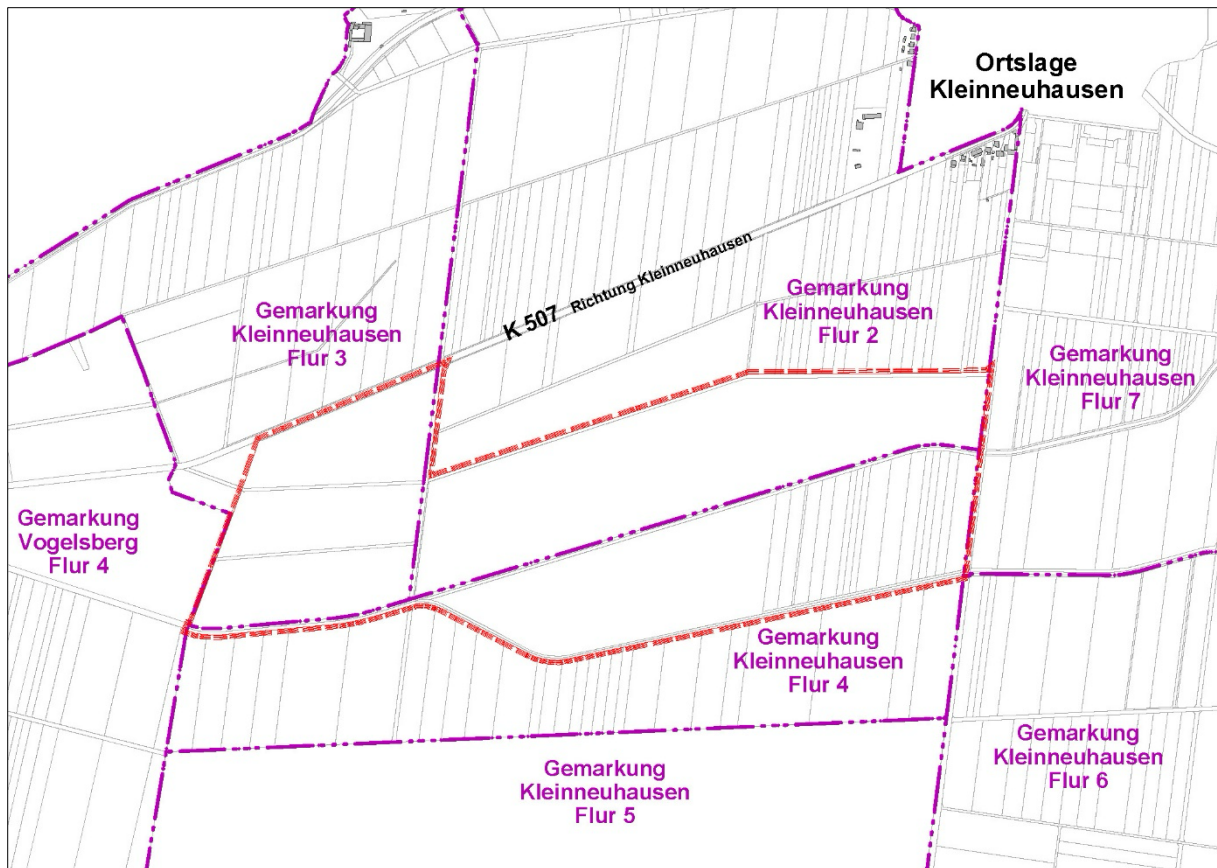 Ortslage
Kleinneuhausen
K 507 Richtung Kleinneuhausen
Gemarkung
Kleinneuhausen
Flur 3
Gemarkung
Kleinneuhausen
Flur 2
Gemarkung
Kleinneuhausen
Flur 7
Gemarkung
Vogelsberg
Flur 4
Gemarkung
Kleinneuhausen
Flur 4
Gemarkung
Kleinneuhausen
Flur 6
Gemarkung
Kleinneuhausen
Flur 5